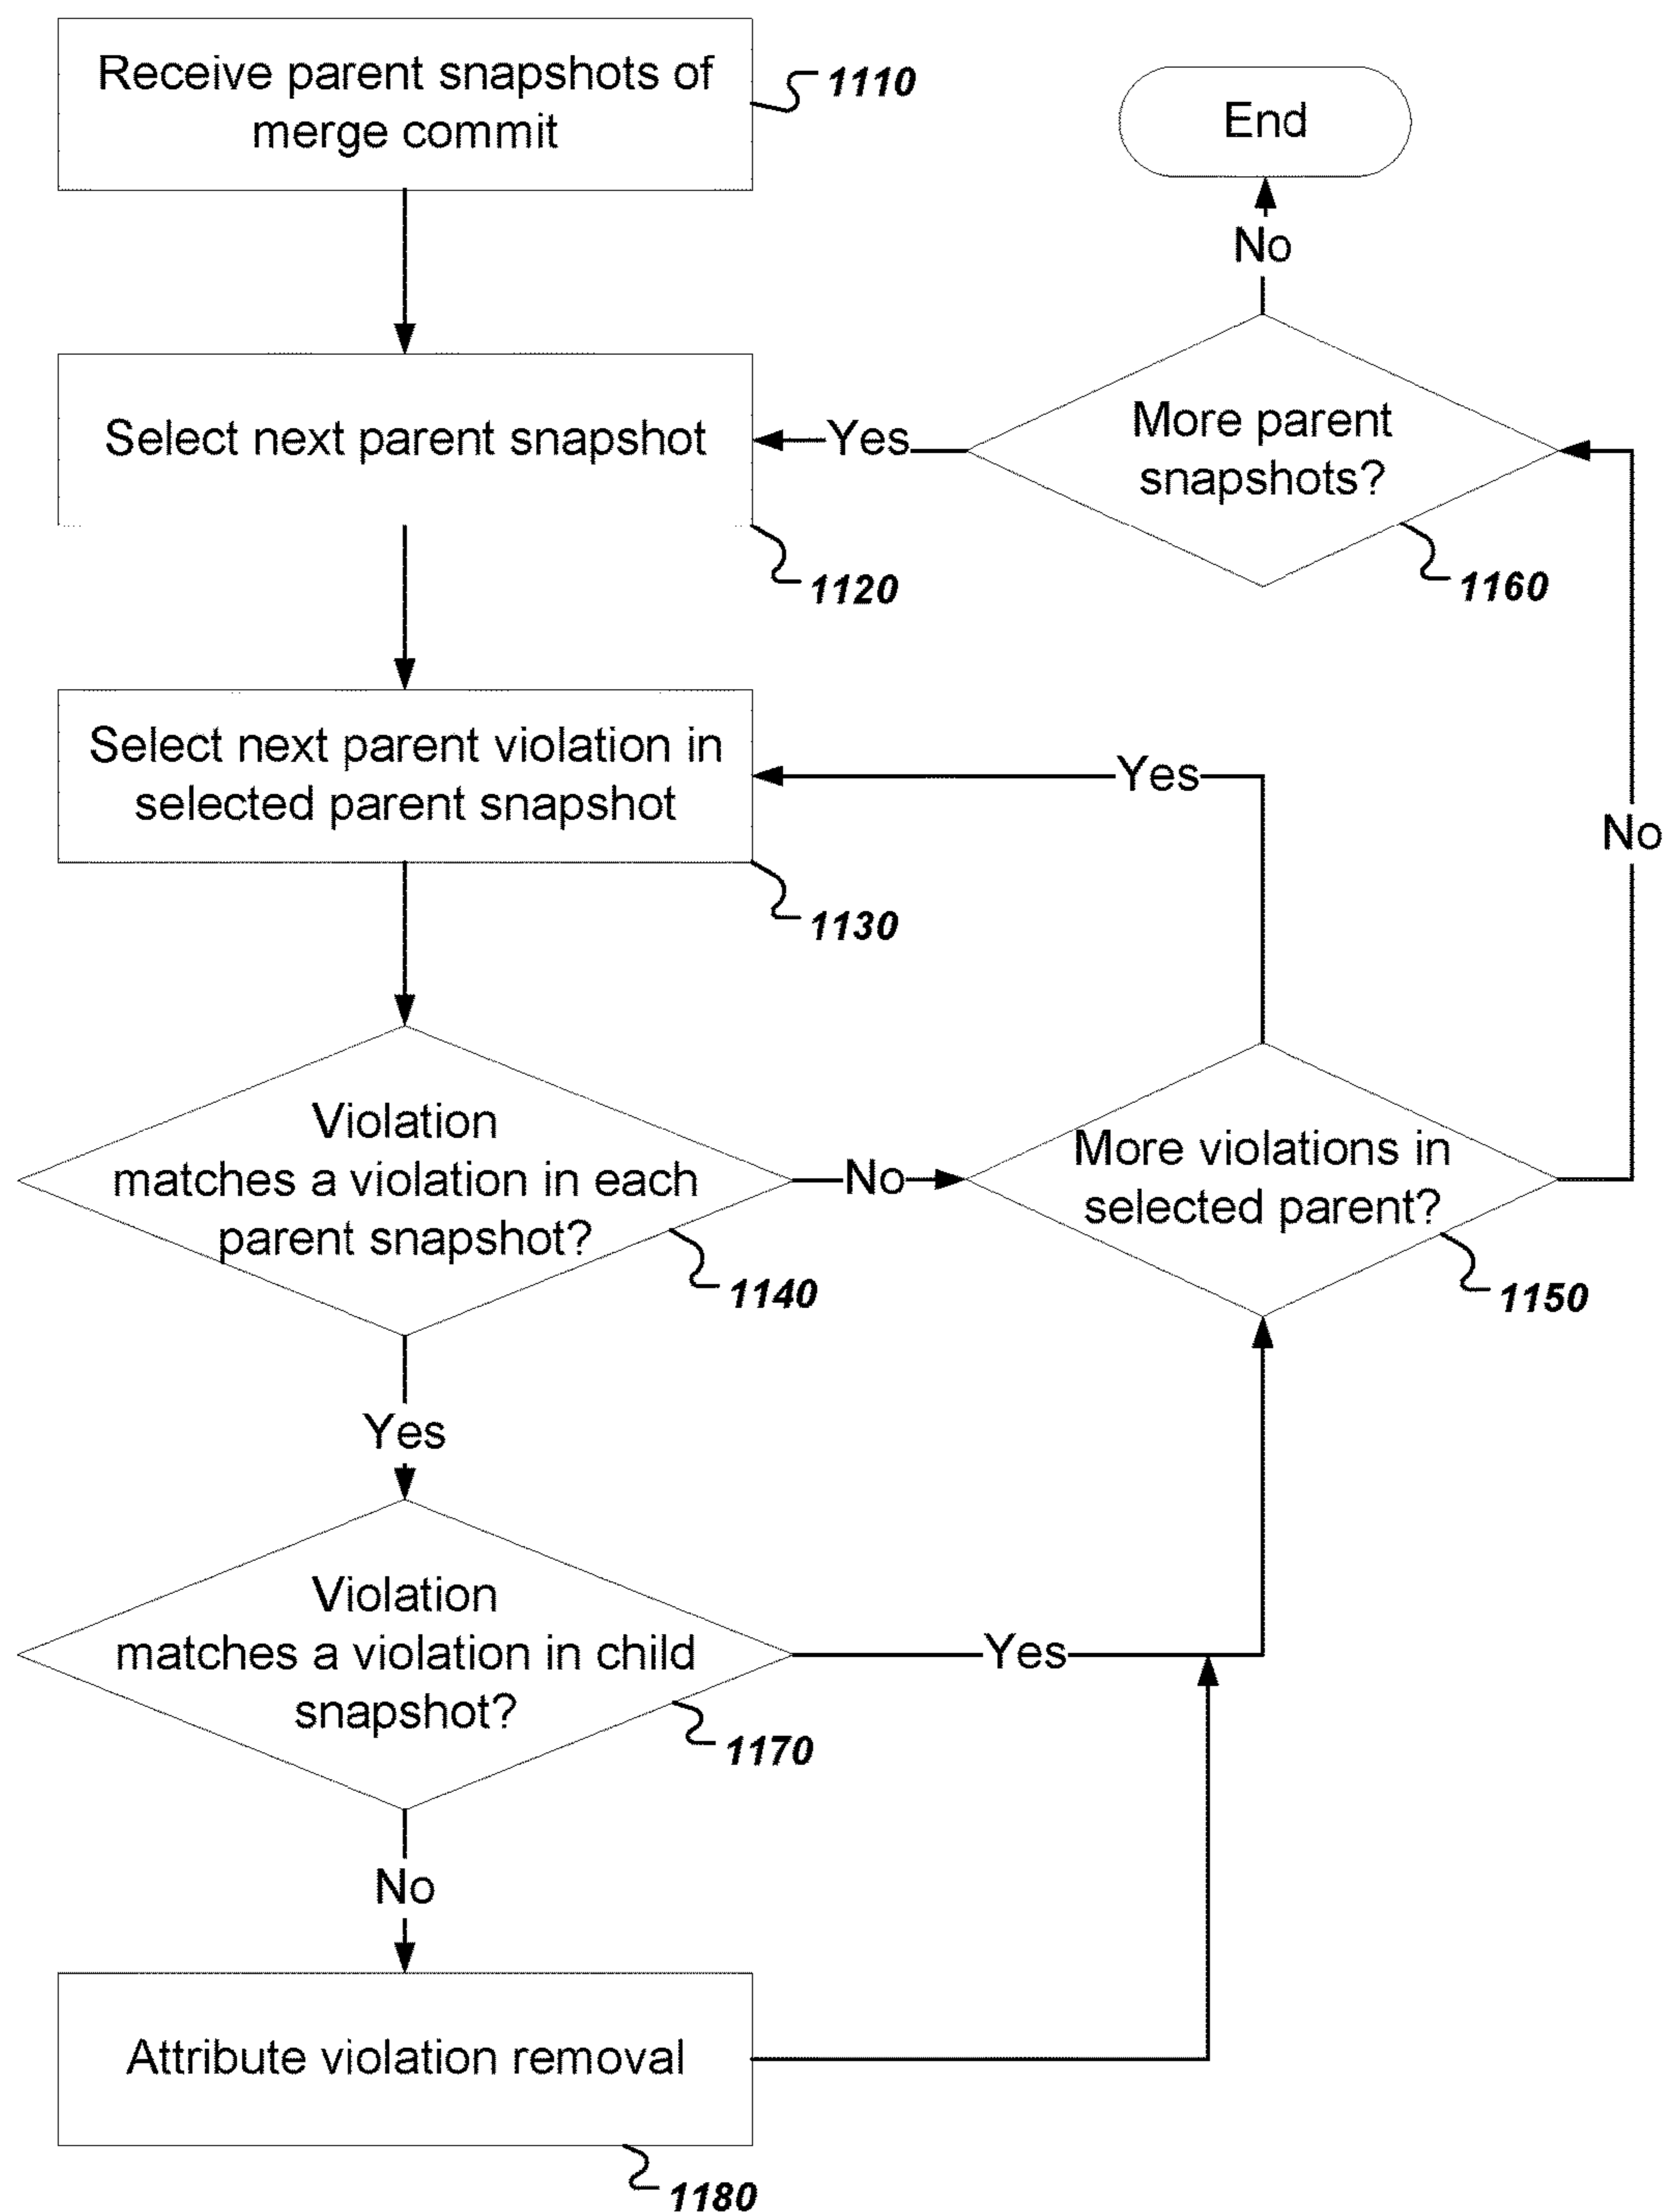 Receive parent snapshots of
merge commit
1110
End
No
Select next parent snapshot
Yes
More parent
snapshots?
1120
1160
Select next parent violation in
selected parent snapshot
Yes
No
1130
Violation
matches a violation in each
parent snapshot?
No
More violations in
selected parent?
1140
1150
Yes
Violation
matches a violation in child
snapshot?
Yes
1170
No
Attribute violation removal
1180